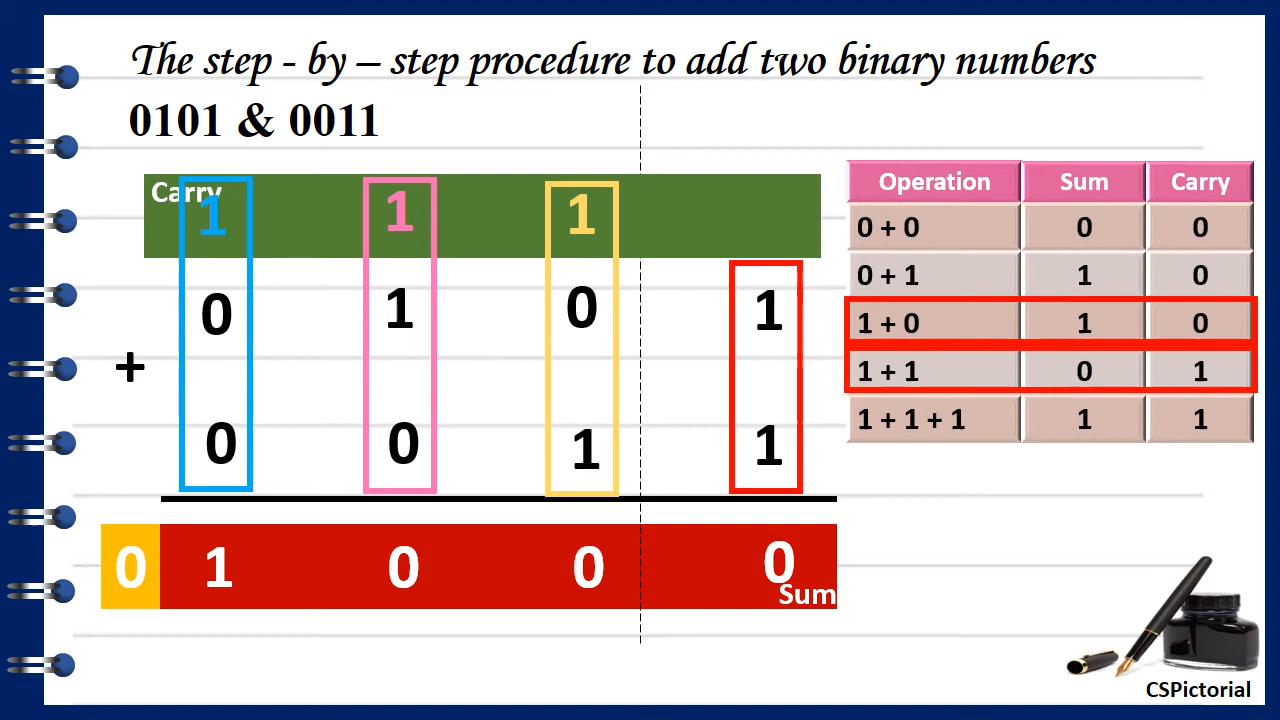 The step - by – step procedure to add two binary numbers
0101 & 0011
Carry
1 1 1
0 1 0 1
+
0 0 1 1
0 1 0 0 0
Sum
Operation Sum Carry
0 + 0 0 0
0 + 1 1 0
1 + 0 1 0
1 + 1 0 1
1 + 1 + 1 1 1
CSPictorial